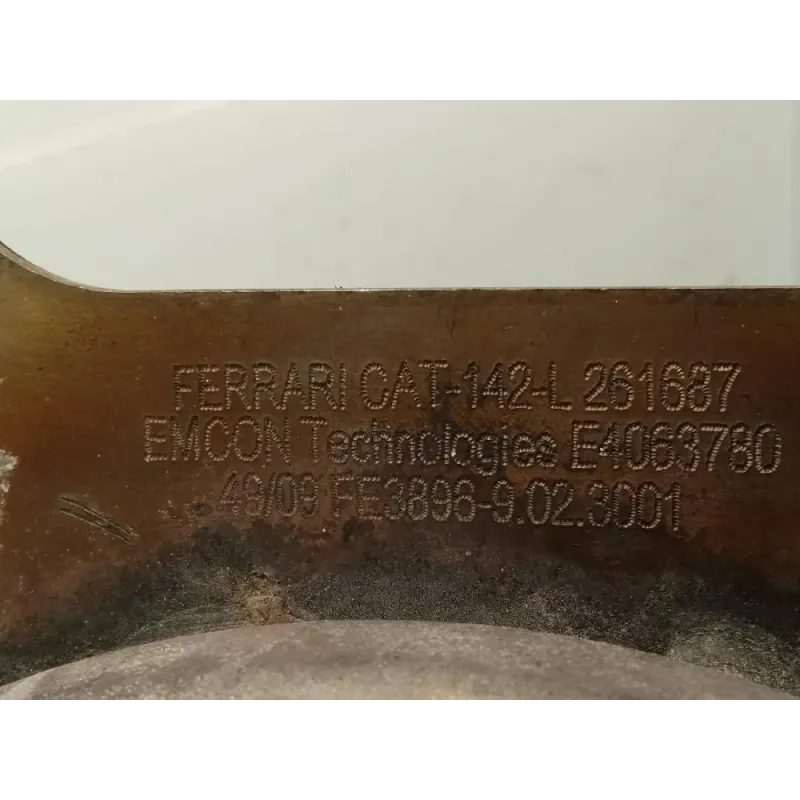 FERRARI CAT-142-L 261687
EMCON Technologies E4063780
49/09 FE3896-9.02.3001